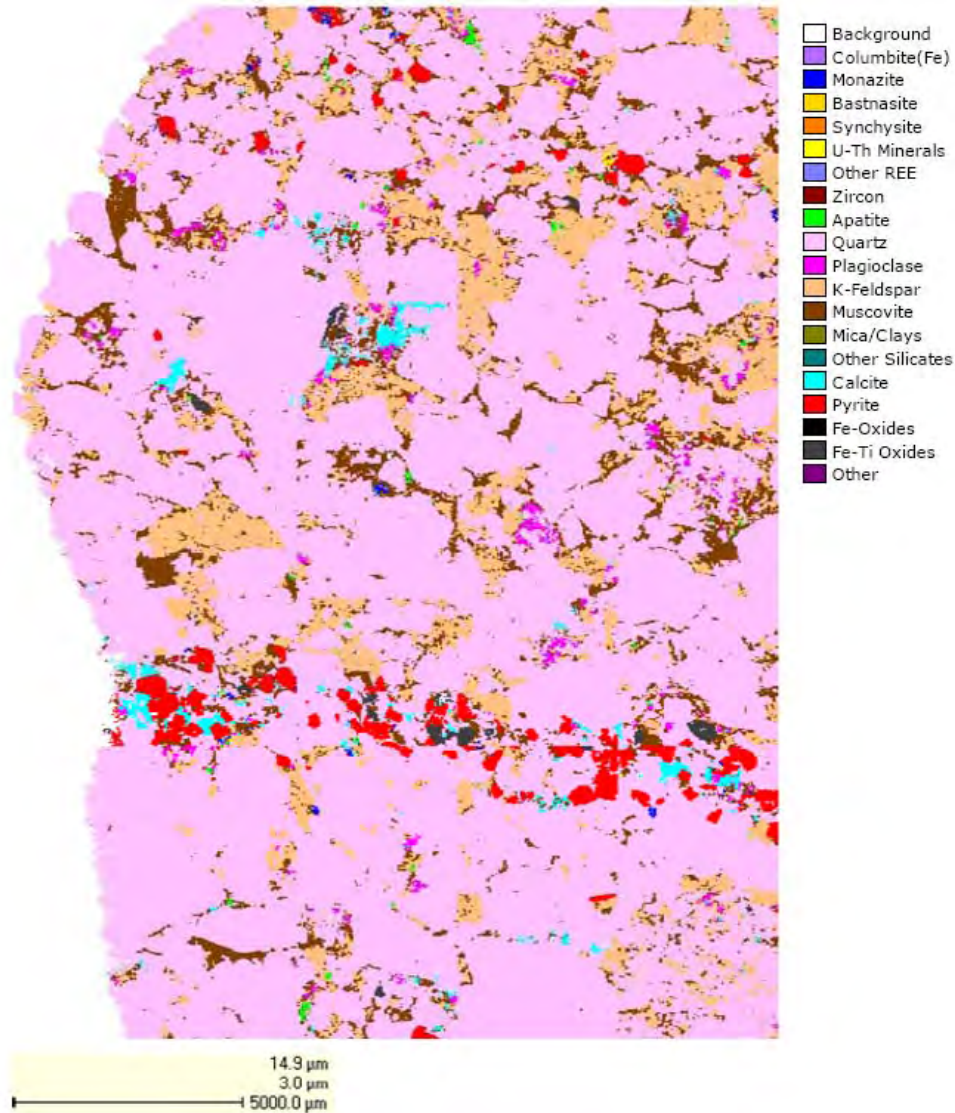 Background
Columbite(Fe)
Monazite
Bastnasite
Synchysite
U-Th Minerals
Other REE
Zircon
Apatite
Quartz
Plagioclase
K-Feldspar
Muscovite
Mica/Clays
Other Silicates
Calcite
Pyrite
Fe-Oxides
Fe-Ti Oxides
Other
14.9 µm
3.0 µm
5000.0 µm